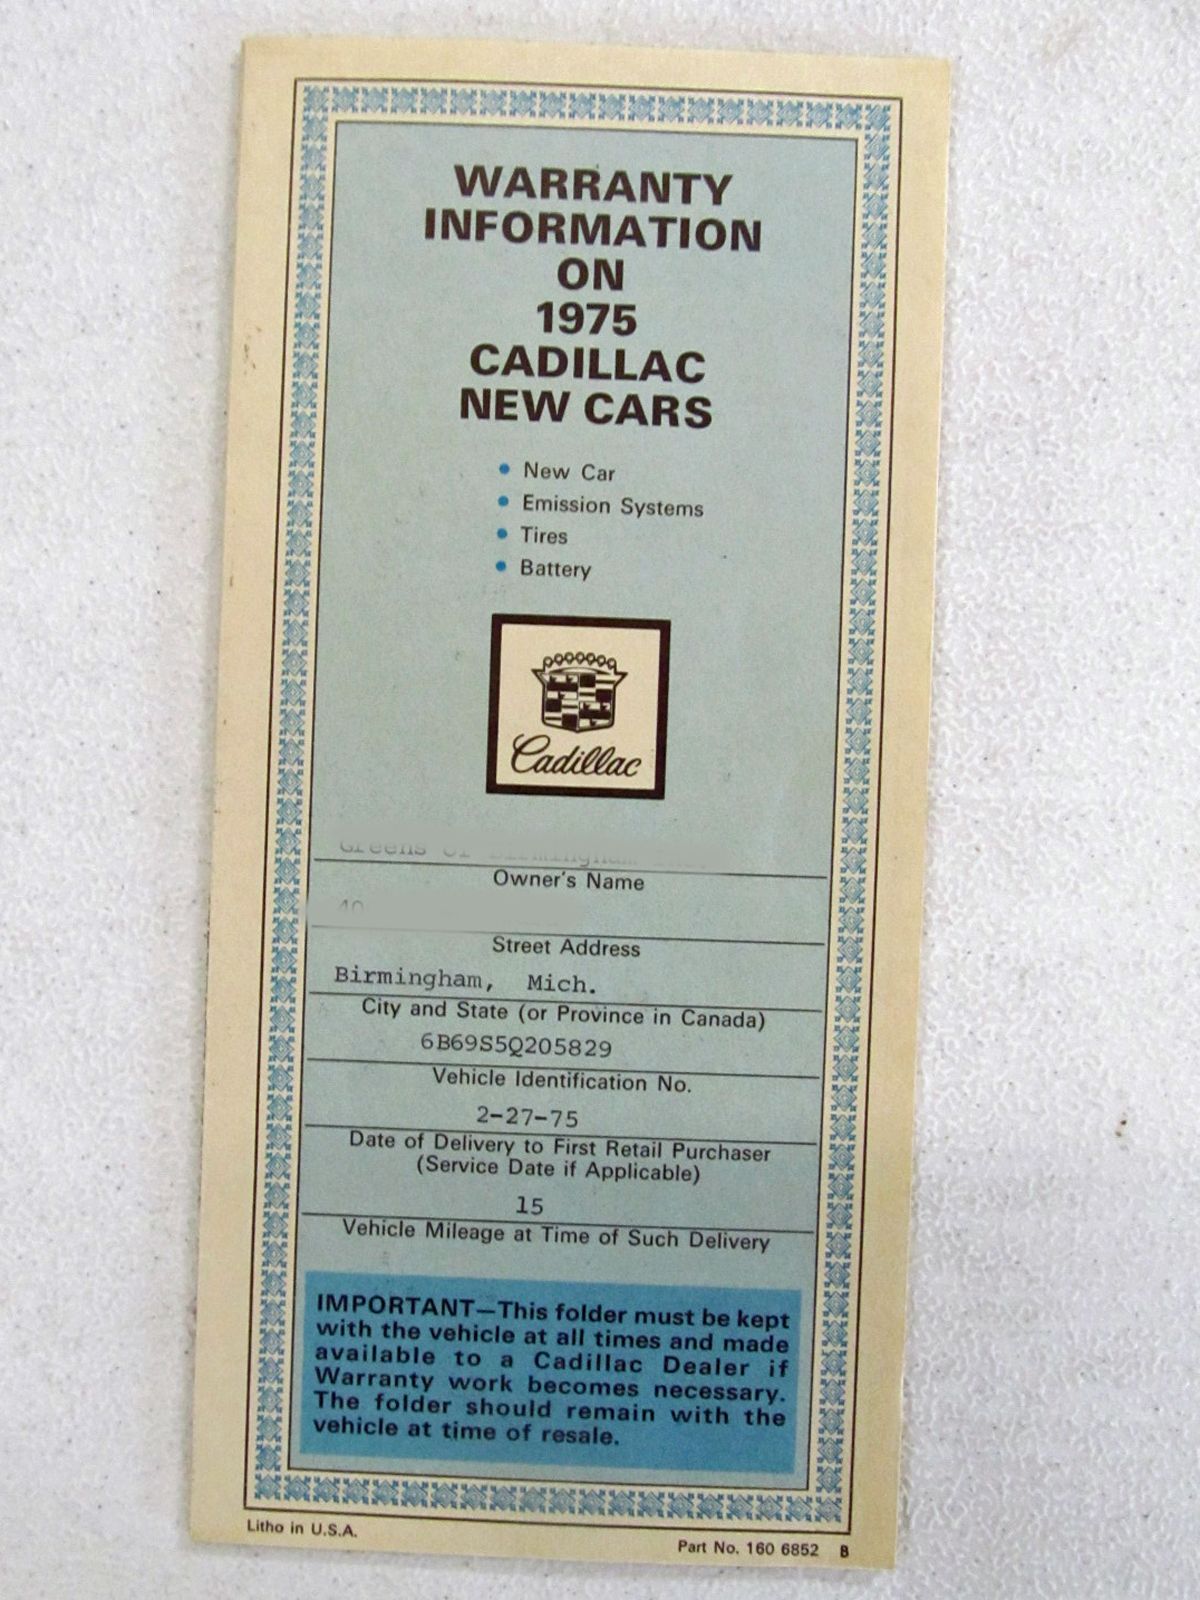 WARRANTY
INFORMATION
ON
1975
CADILLAC
NEW CARS
• New Car
• Emission Systems
• Tires
• Battery
Cadillac
Owner's Name
Street Address
Birmingham, Mich.
City and State (or Province in Canada)
6B69S5Q205829
Vehicle Identification No.
2-27-75
Date of Delivery to First Retail Purchaser
(Service Date if Applicable)
15
Vehicle Mileage at Time of Such Delivery
IMPORTANT—This folder must be kept
with the vehicle at all times and made
available to a Cadillac Dealer if
Warranty work becomes necessary.
The folder should remain with the
vehicle at time of resale.
Litho in U.S.A.
Part No. 160 6852 B